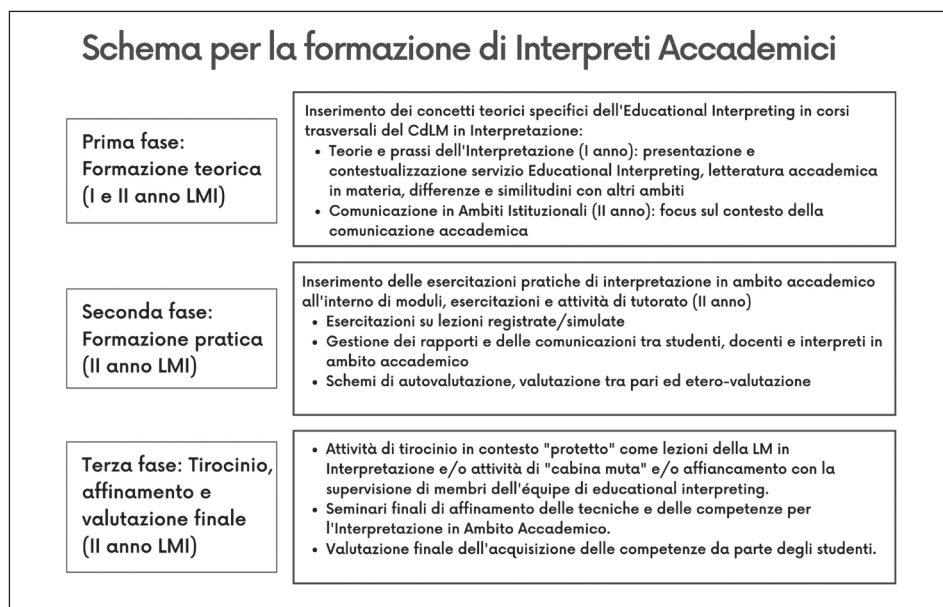 Schema per la formazione di Interpreti Accademici
Prima fase:
Formazione teorica
(I e II anno LMI)
Inserimento dei concetti teorici specifici dell'Educational Interpreting in corsi
trasversali del CdLM in Interpretazione:
• Teorie e prassi dell'Interpretazione (I anno): presentazione e
contestualizzazione servizio Educational Interpreting, letteratura accademica
in materia, differenze e similitudini con altri ambiti
• Comunicazione in Ambiti Istituzionali (II anno): focus sul contesto della
comunicazione accademica
Seconda fase:
Formazione pratica
(II anno LMI)
Inserimento delle esercitazioni pratiche di interpretazione in ambito accademico
all'interno di moduli, esercitazioni e attività di tutorato (II anno)
• Esercitazioni su lezioni registrate/simulate
• Gestione dei rapporti e delle comunicazioni tra studenti, docenti e interpreti in
ambito accademico
• Schemi di autovalutazione, valutazione tra pari ed etero-valutazione
Terza fase: Tirocinio,
affinamento e
valutazione finale
(II anno LMI)
• Attività di tirocinio in contesto "protetto" come lezioni della LM in
Interpretazione e/o attività di "cabina muta" e/o affiancamento con la
supervisione di membri dell'équipe di educational interpreting.
• Seminari finali di affinamento delle tecniche e delle competenze per
l'Interpretazione in Ambito Accademico.
• Valutazione finale dell'acquisizione delle competenze da parte degli studenti.